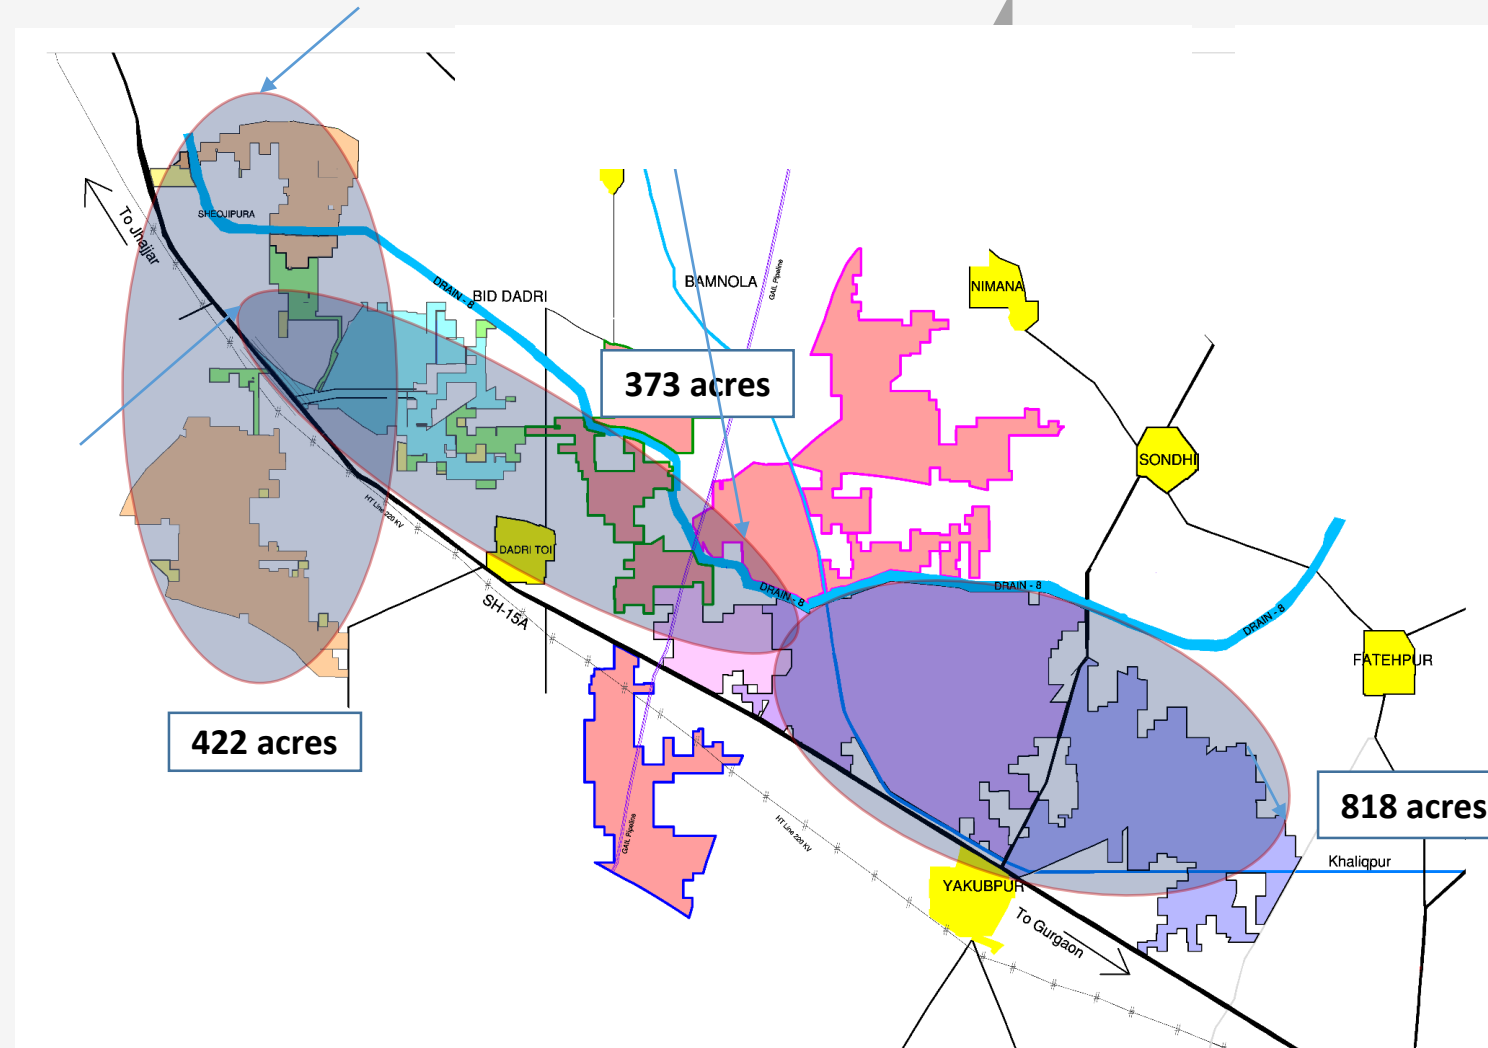 To Jhajjar
SHEOJIPURA
DRAIN - 8
BID DADRI
BAMNOLA
GAIL Pipeline
NIMANA
373 acres
SONDHI
HT Line 220 KV
DADRI TOI
SH-15A
DRAIN - 8
DRAIN - 8
DRAIN - 8
FATEHPUR
422 acres
818 acres
GAIL Pipeline
HT Line 220 KV
Khaliqpur
YAKUBPUR
To Gurgaon